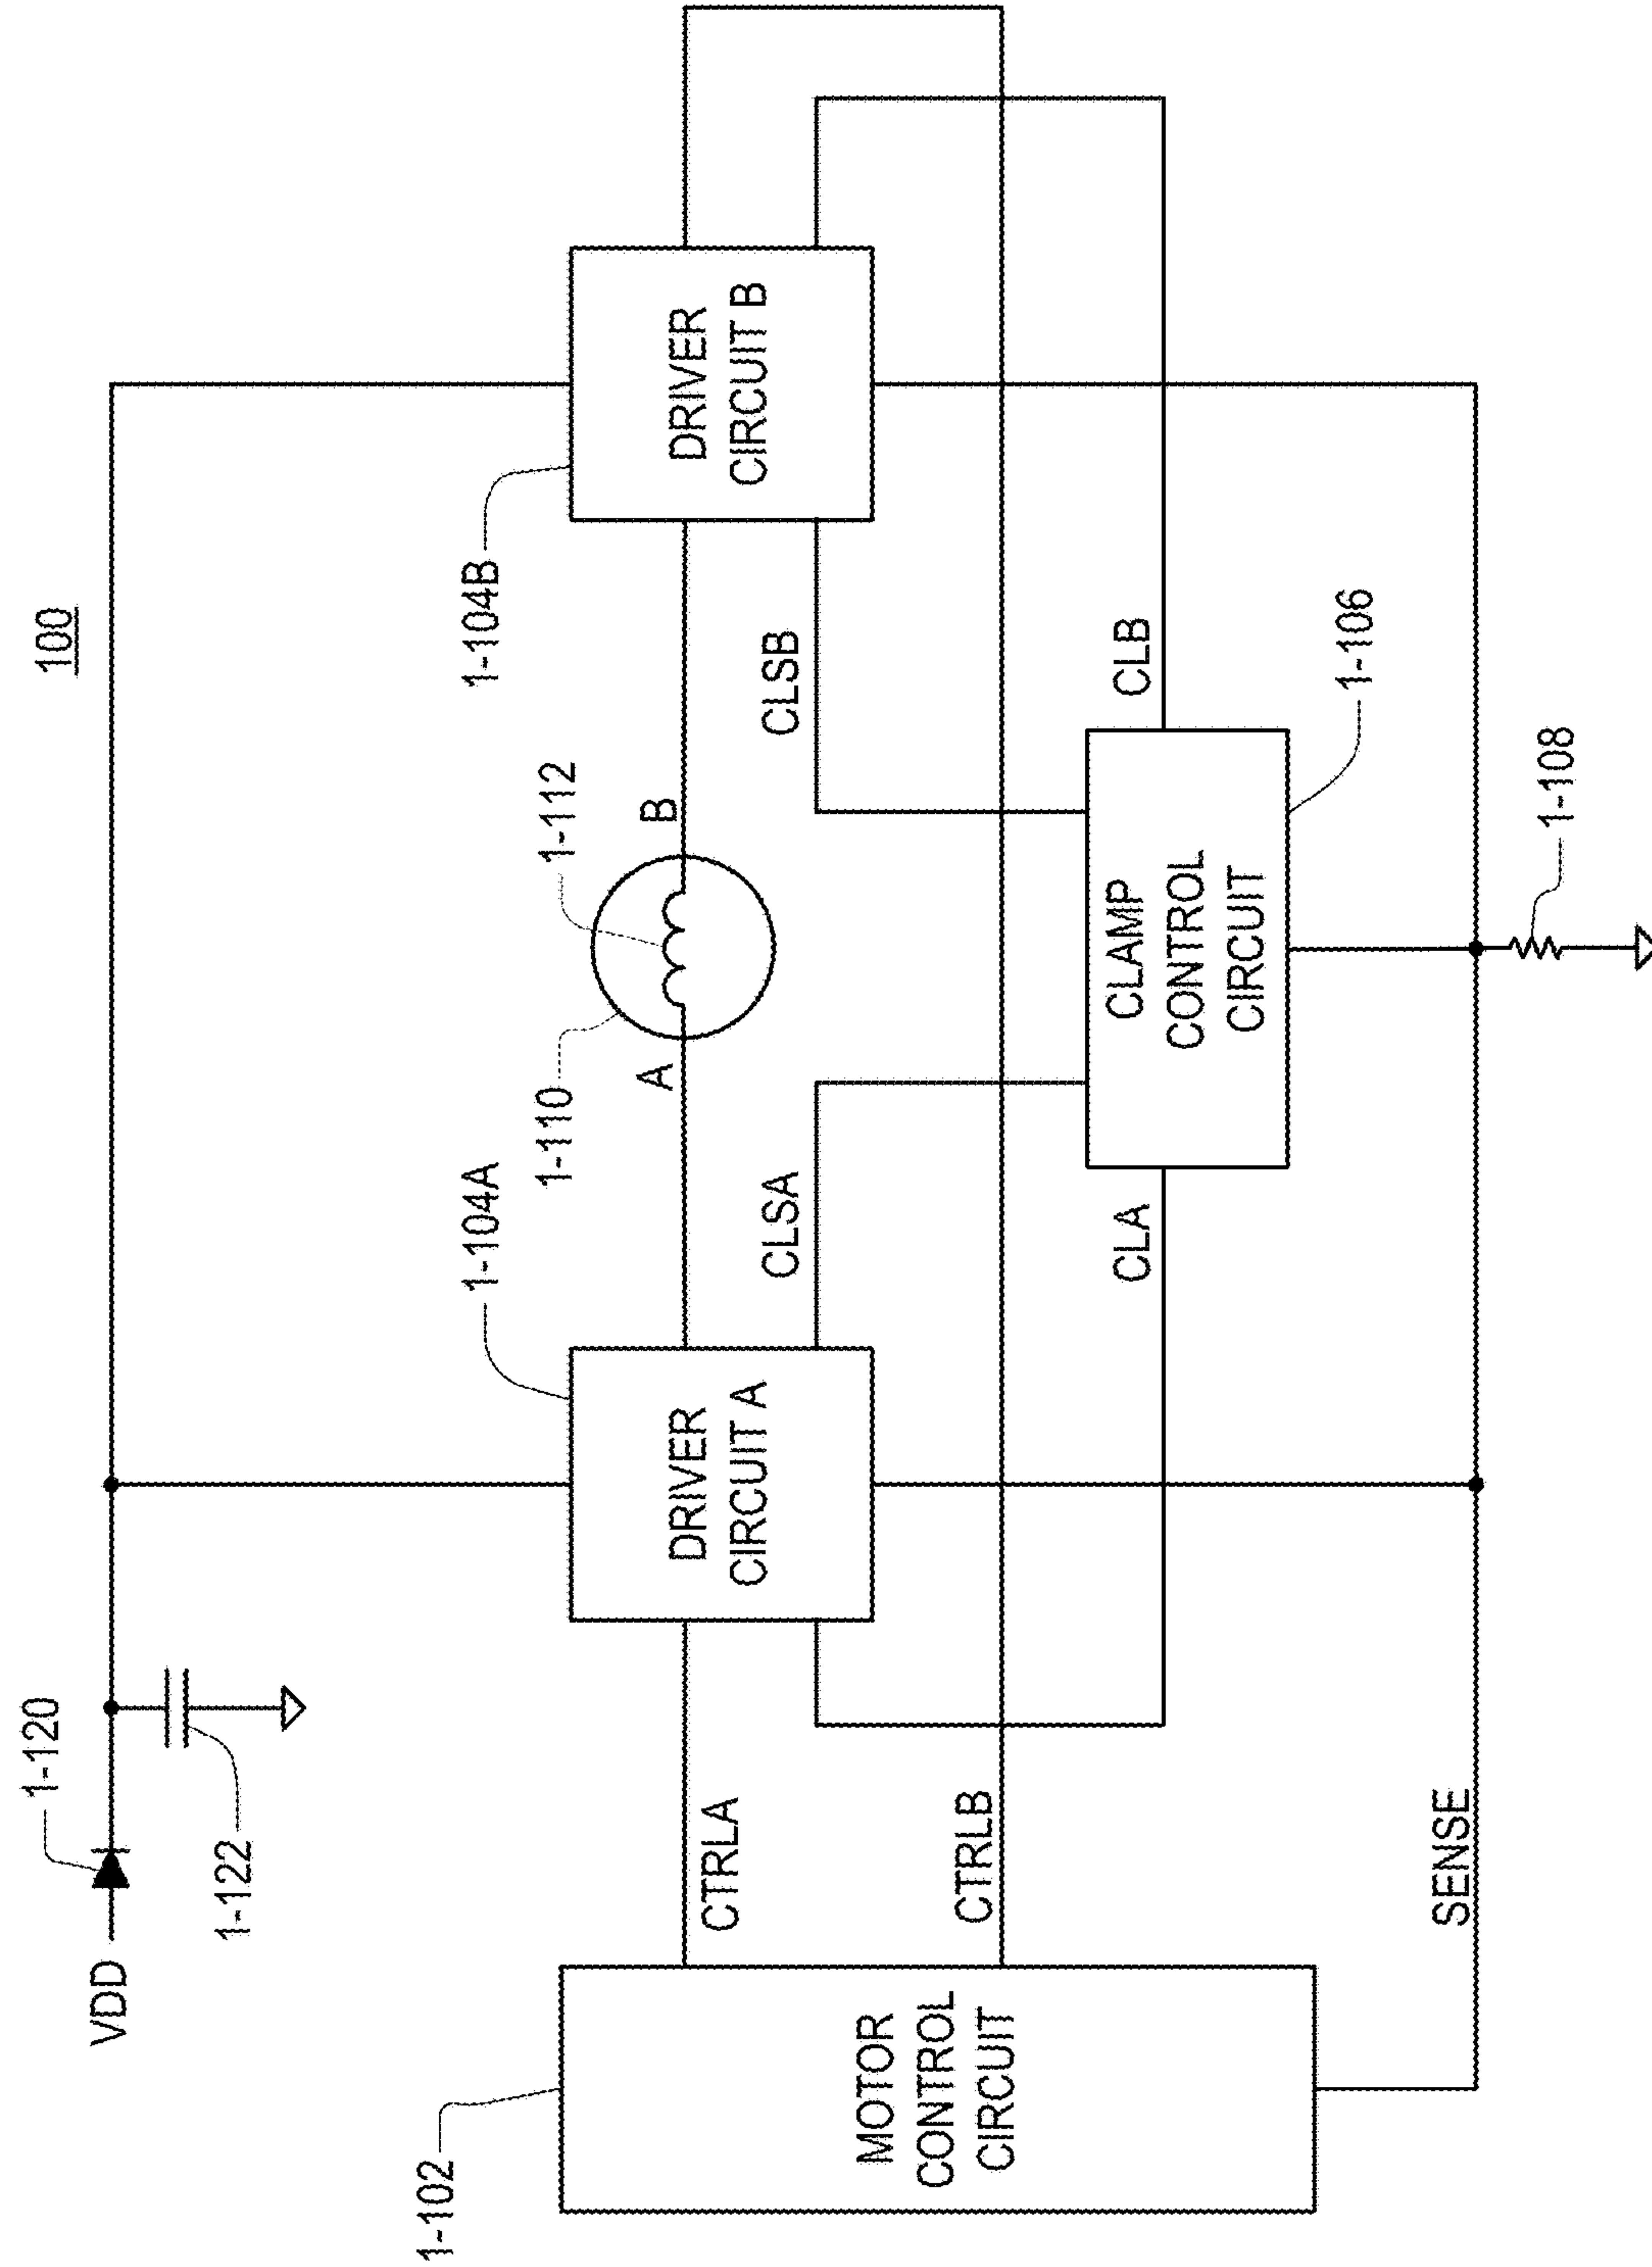 100
VDD
1-120
1-122
1-102
MOTOR
CONTROL
CIRCUIT
CTRLA
CTRLB
SENSE
1-104A
DRIVER
CIRCUIT A
1-110
A
1-112
B
1-104B
DRIVER
CIRCUIT B
CLSA
CLSB
CLA
CLAMP
CONTROL
CIRCUIT
CLB
1-106
1-108